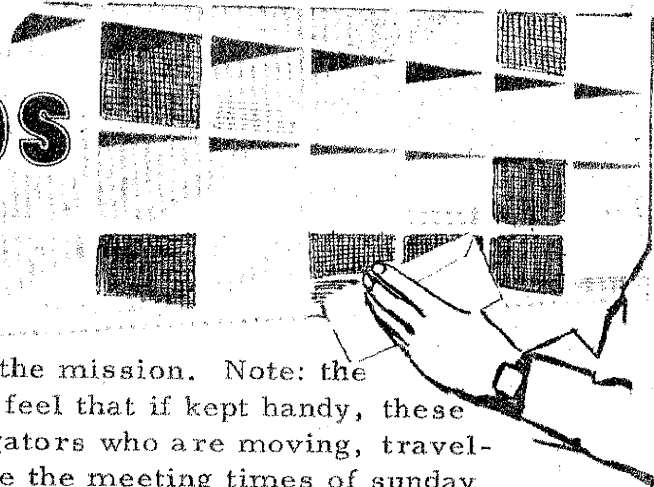 OS
the mission. Note: the
feel that if kept handy, these
gators who are moving, travel-
e the meeting times of sunday